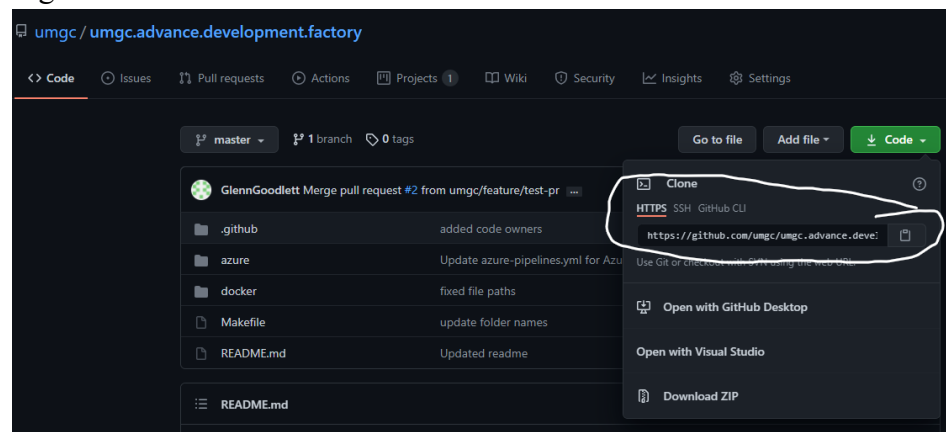 umgc / umgc.advance.development.factory
Code Issues Pull requests Actions Projects 1 Wiki Security Insights Settings
master 1 branch 0 tags Go to file Add file Code
GlennGoodlett Merge pull request #2 from umgc/feature/test-pr ...
Clone
HTTPS SSH GitHub CLI
.github added code owners
https://github.com/umgc/umgc.advance.devel
azure Update azure-pipelines.yml for Azu
Use Git or checkout with SVN using the web URL.
docker fixed file paths
Open with GitHub Desktop
Makefile update folder names
README.md Updated readme
Open with Visual Studio
Download ZIP
README.md